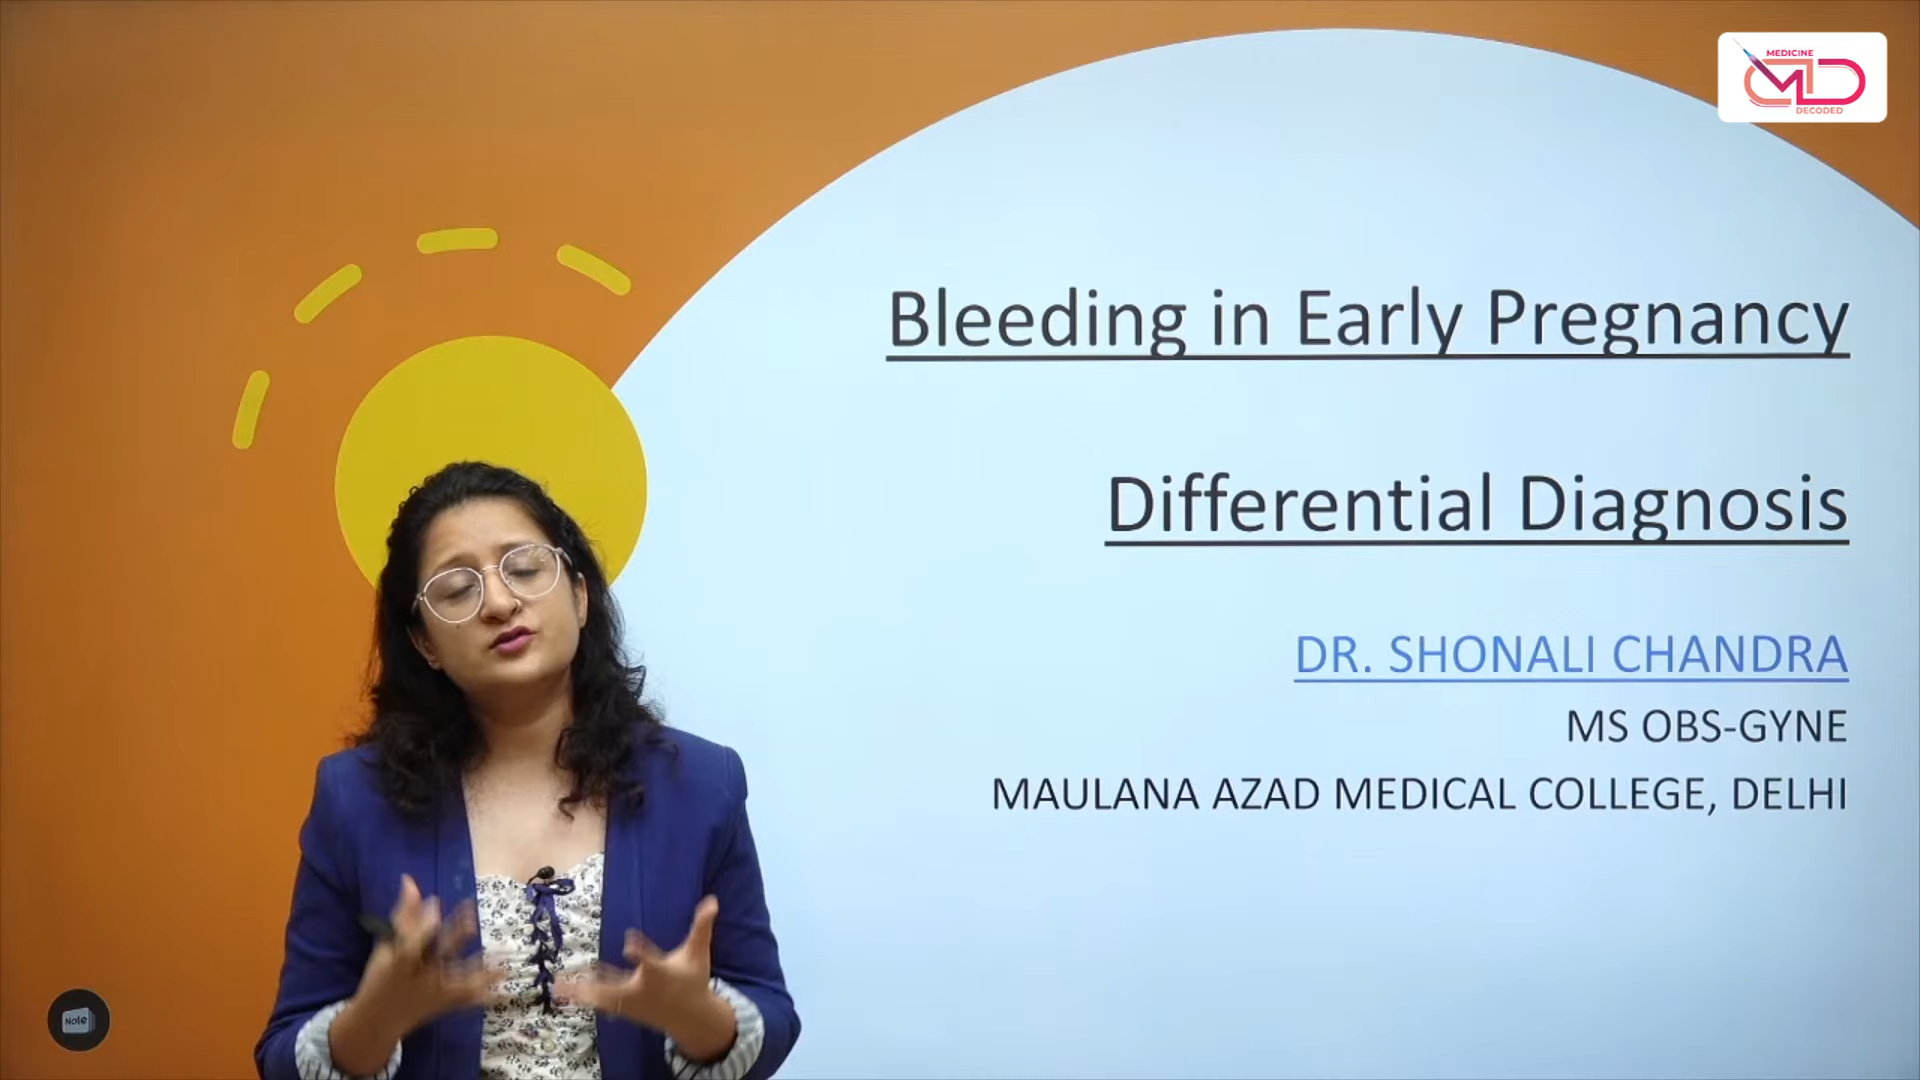 MEDICINE
MD
DECODED
Bleeding in Early Pregnancy
Differential Diagnosis
DR. SHONALI CHANDRA
MS OBS-GYNE
MAULANA AZAD MEDICAL COLLEGE, DELHI
Note